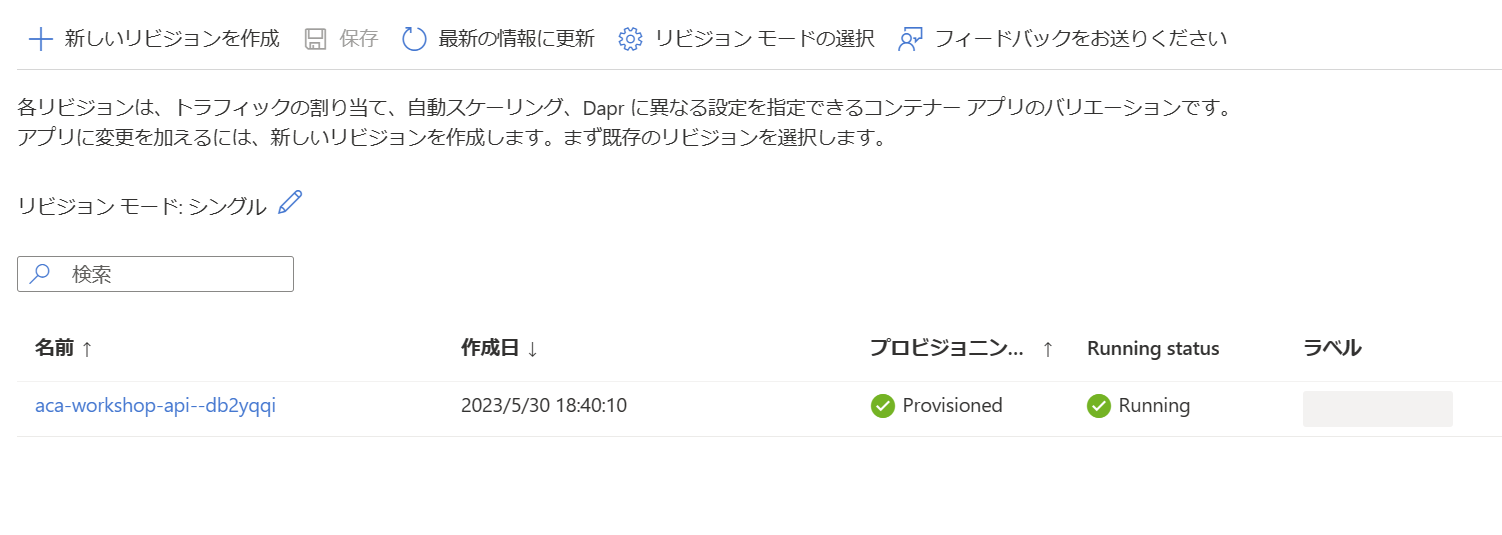 新しいリビジョンを作成 保存 最新の情報に更新 リビジョン モードの選択 フィードバックをお送りください
各リビジョンは、トラフィックの割り当て、自動スケーリング、Dapr に異なる設定を指定できるコンテナー アプリのバリエーションです。
アプリに変更を加えるには、新しいリビジョンを作成します。まず既存のリビジョンを選択します。
リビジョン モード: シングル
検索
名前 ↑ 作成日 ↓ プロビジョニン... ↑ Running status ラベル
aca-workshop-api--db2yqqi 2023/5/30 18:40:10 Provisioned Running